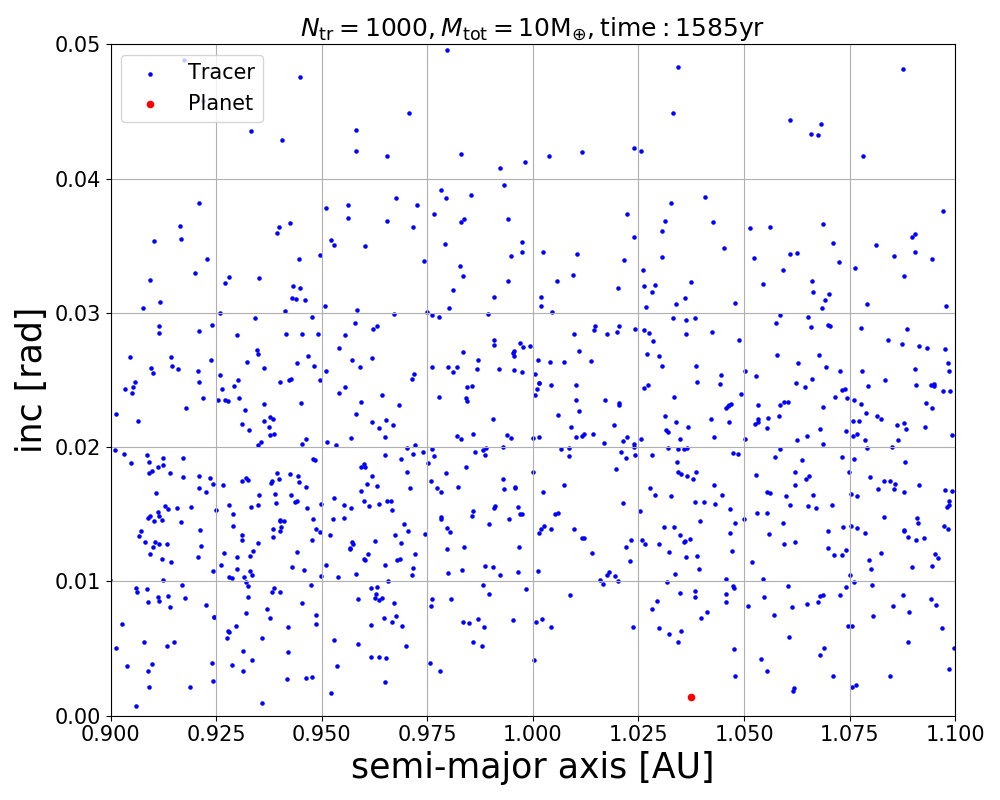 N_tr = 1000, M_tot = 10M_⊕, time : 1585yr
Tracer
Planet
0.05
0.04
0.03
0.02
0.01
0.00
inc [rad]
0.900 0.925 0.950 0.975 1.000 1.025 1.050 1.075 1.100
semi-major axis [AU]